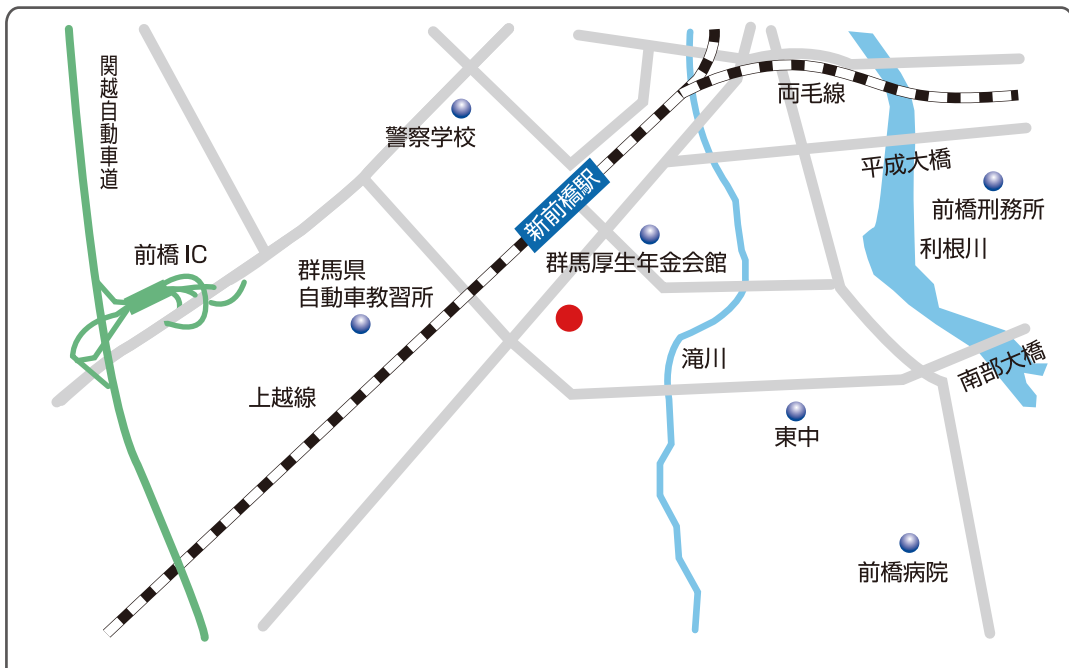 関越自動車道
両毛線
警察学校
平成大橋
新前橋駅
前橋刑務所
前橋 IC
利根川
群馬県
自動車教習所
群馬厚生年金会館
滝川
南部大橋
上越線
東中
前橋病院